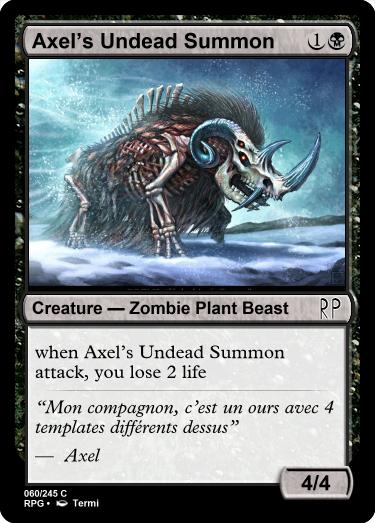 Axel's Undead Summon 1
Creature — Zombie Plant Beast RP
when Axel's Undead Summon
attack, you lose 2 life
“Mon compagnon, c'est un ours avec 4
templates différents dessus”
— Axel
4/4
060/245 C
RPG • Termi